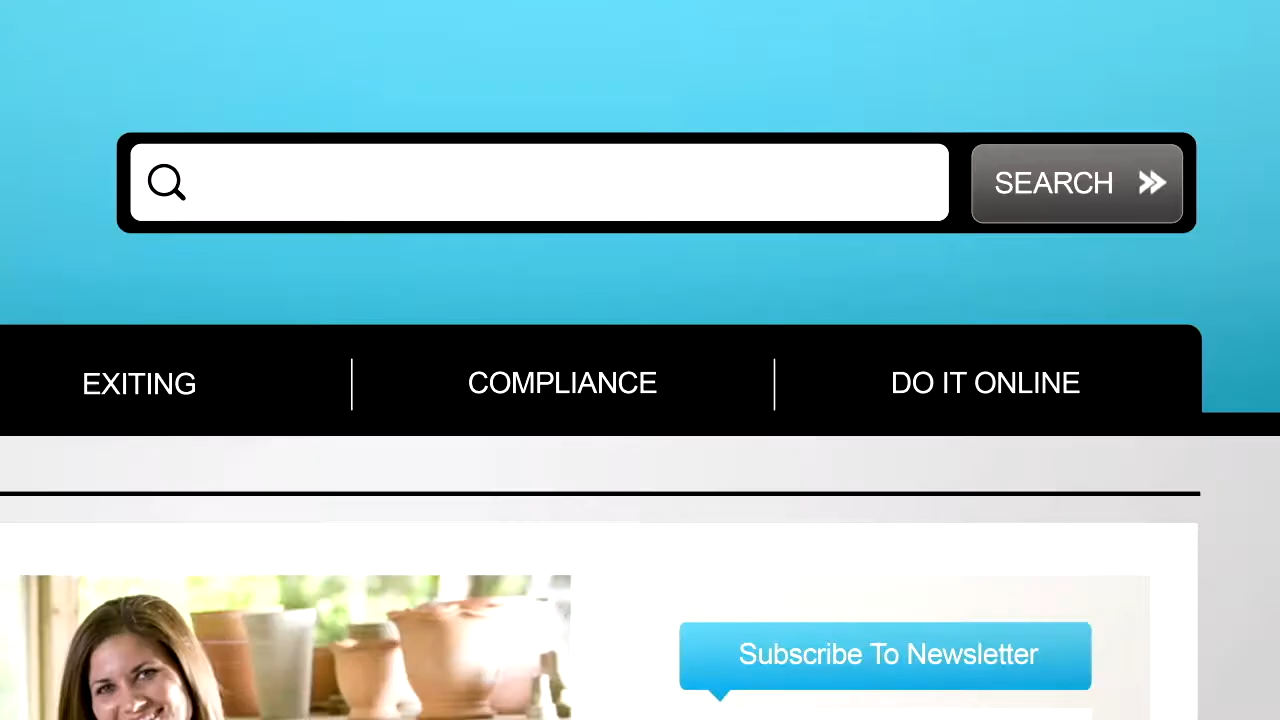 SEARCH
EXITING
COMPLIANCE
DO IT ONLINE
Subscribe To Newsletter